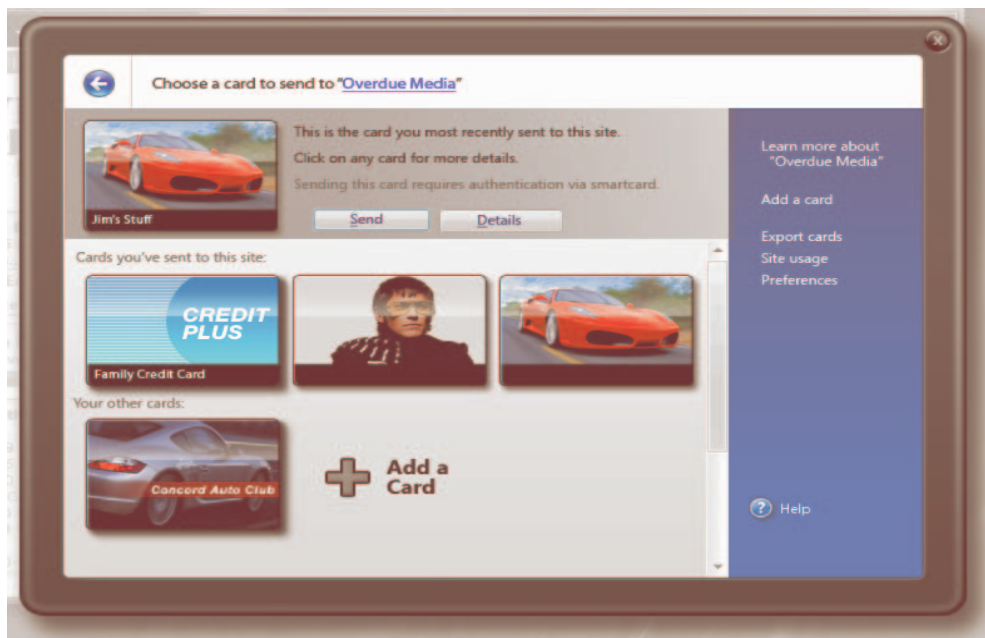 Choose a card to send to "Overdue Media"
This is the card you most recently sent to this site.
Click on any card for more details.
Sending this card requires authentication via smartcard.
Jim's Stuff
Send
Details
Learn more about
"Overdue Media"
Add a card
Export cards
Site usage
Preferences
Cards you've sent to this site:
CREDIT
PLUS
Family Credit Card
Your other cards:
Concord Auto Club
Add a
Card
? Help